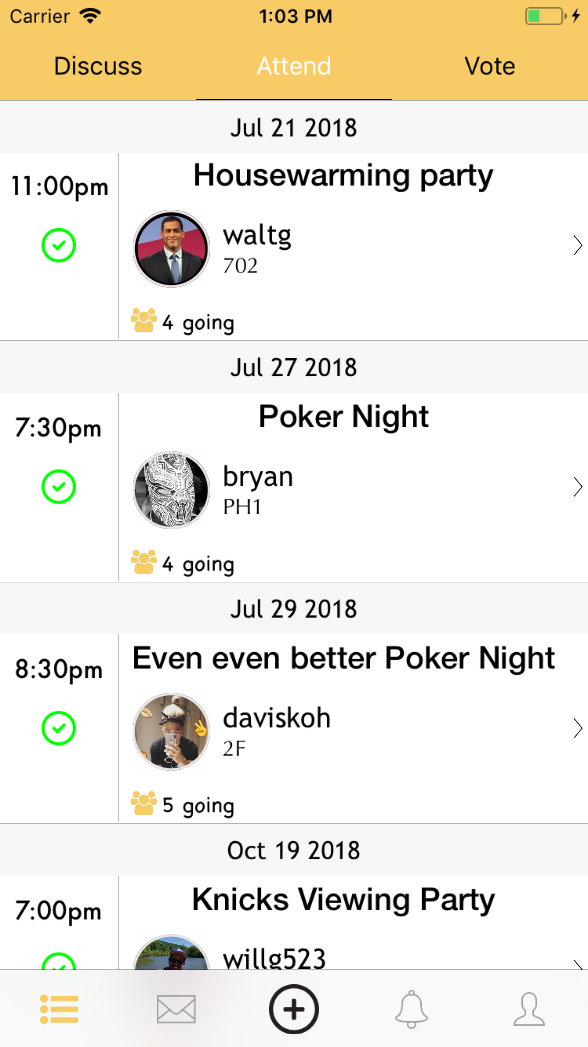 Carrier 1:03 PM
Discuss Attend Vote
Jul 21 2018
11:00pm
Housewarming party
waltg
702
4 going
Jul 27 2018
7:30pm
Poker Night
bryan
PH1
4 going
Jul 29 2018
8:30pm
Even even better Poker Night
daviskoh
2F
5 going
Oct 19 2018
7:00pm
Knicks Viewing Party
willg523